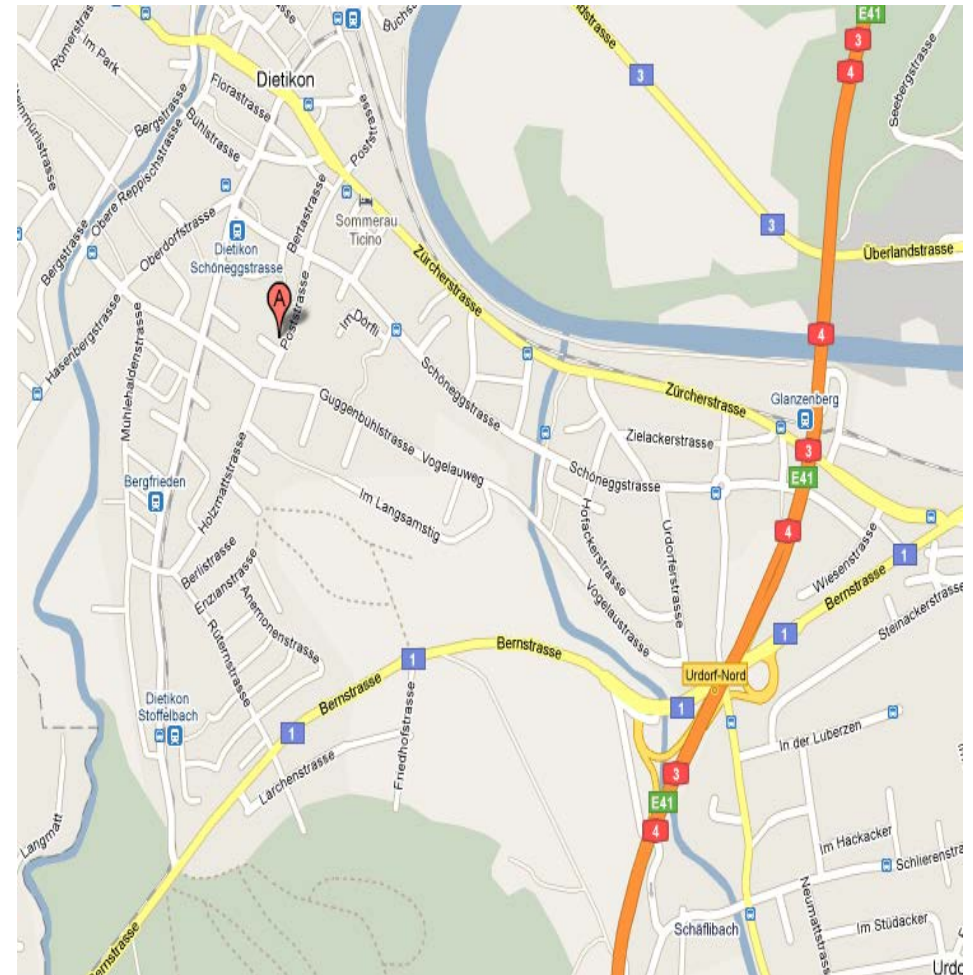 E41
3
4
Römerstrasse
Im Park
Bergstrasse
Florastrasse
Bühlstrasse
Dietikon
Poststrasse
3
Seebergstrasse
Obere Reppischstrasse
Bergstrasse
Oberdorfstrasse
Bertastrasse
Sommerau
Ticino
3
Überlandstrasse
Dietikon
Schöneggstrasse
Zürcherstrasse
A
Poststrasse
Im Dörfli
Hasenbergstrasse
Mühlehaldenstrasse
4
Schöneggstrasse
Guggenbühlstrasse
Zürcherstrasse
Glanzenberg
Zielackerstrasse
3
E41
Vogelauweg
Schöneggstrasse
Bergfrieden
Holzmattstrasse
Im Langsamstig
Hofackerstrasse
Urdorferstrasse
4
Wiesenstrasse
1
Berlistrasse
Enzianstrasse
Anemonenstrasse
Rüternstrasse
Vogelaustrasse
Bernstrasse
Steinackerstrasse
1
Bernstrasse
1
Urdorf-Nord
1
Dietikon
Stoffelbach
Bernstrasse
1
Friedhofstrasse
Lärchenstrasse
In der Luberzen
3
E41
4
Langmatt
Im Hackacker
Schlierenstra
Neumattstrasse
Im Stüdacker
Schäflibach
Bernstrasse
Urdo